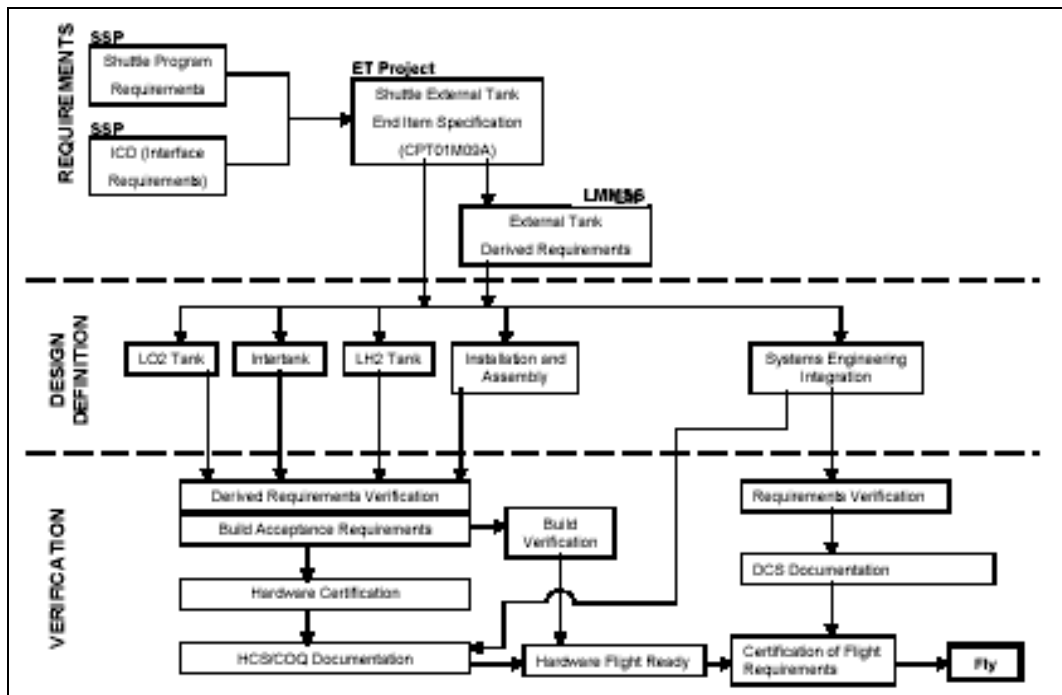 REQUIREMENTS
SSP
Shuttle Program
Requirements
SSP
ICD (Interface
Requirements)
ET Project
Shuttle External Tank
End Item Specification
(CPT01M09A)
External Tank
Derived Requirements
DESIGN
DEFINITION
LO2 Tank
Intertank
LH2 Tank
Installation and
Assembly
Systems Engineering
Integration
VERIFICATION
Derived Requirements Verification
Build Acceptance Requirements
Build
Verification
Hardware Certification
HCS/COQ Documentation
Hardware Flight Ready
Requirements Verification
DCS Documentation
Certification of Flight
Requirements
Fly